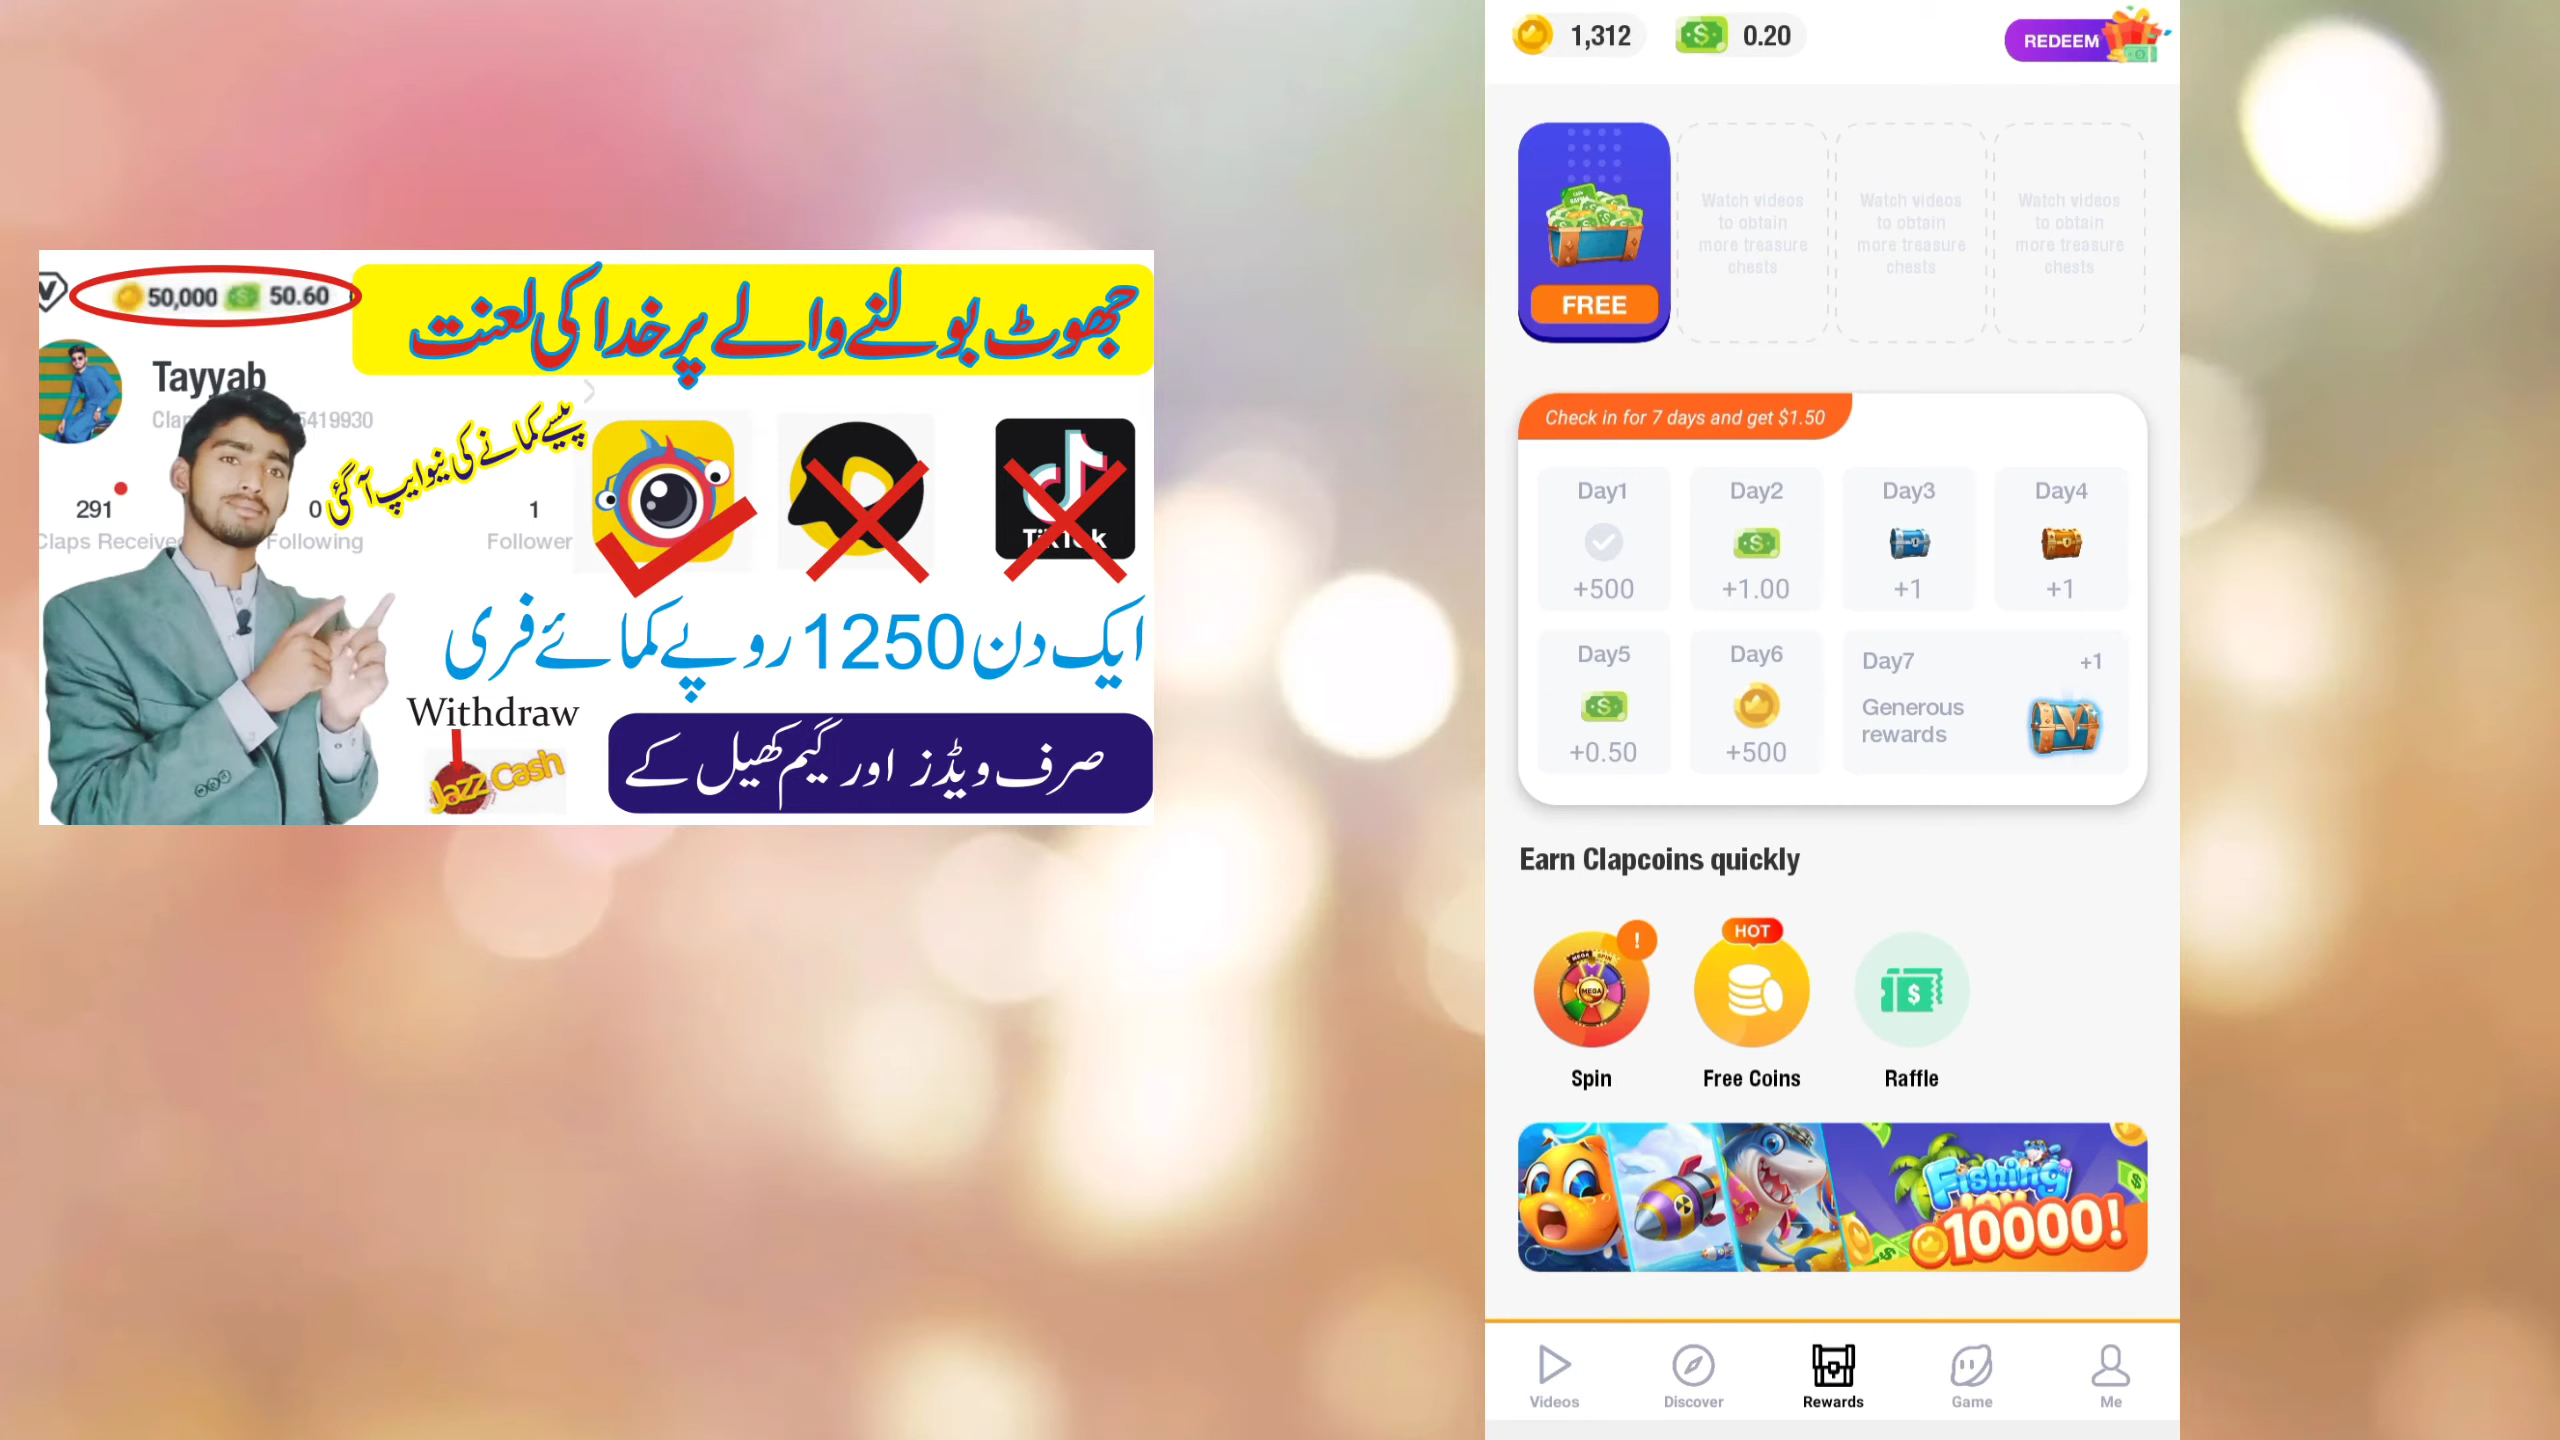 50,000 50.60
جھوٹ بولنے والے پر خدا کی لعنت
Tayyab
5419930
پیسے کمانے کی نیو ایپ آ گئی
291
0
1
Claps Received
Following
Follower
TikTok
ایک دن 1250 روپے کمائے فری
Withdraw
Jazz Cash
صرف ویڈز اور گیم کھیل کے
1,312
0.20
REDEEM
FREE
Watch videos to obtain more treasure chests
Watch videos to obtain more treasure chests
Watch videos to obtain more treasure chests
Check in for 7 days and get $1.50
Day1 Day2 Day3 Day4
+500 +1.00 +1 +1
Day5 Day6 Day7 +1
Generous
rewards
+0.50 +500
Earn Clapcoins quickly
HOT
MEGA
Spin Free Coins Raffle
Fishing
10000!
Videos Discover Rewards Game Me